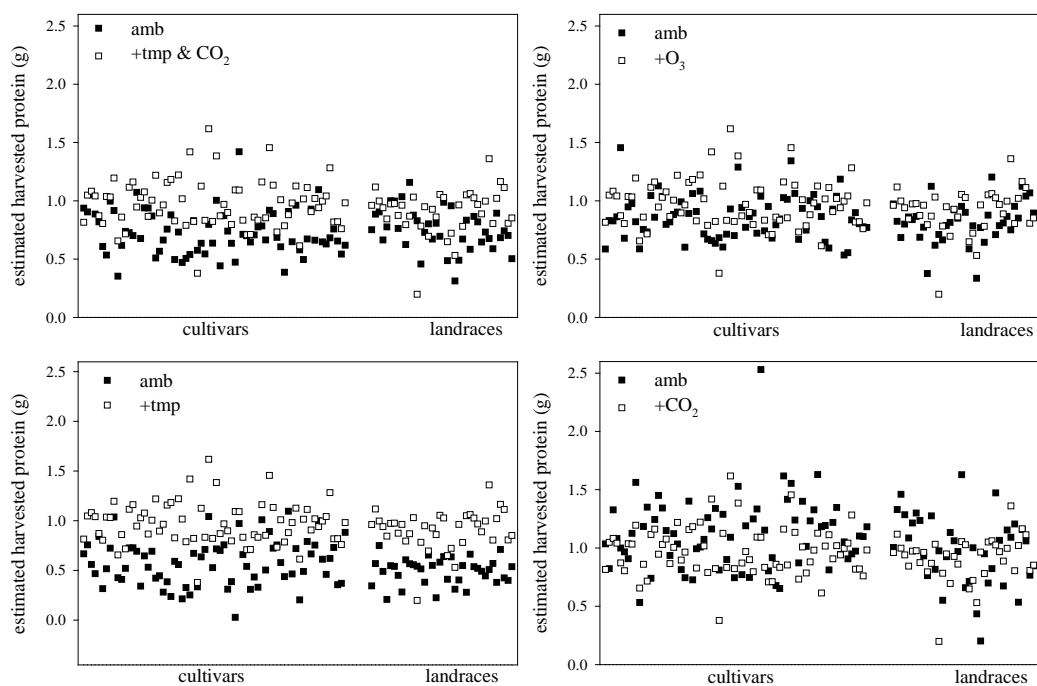 estimated harvested protein (g)
2.5
2.0
1.5
1.0
0.5
0.0
amb
+tmp & CO₂
cultivars
landraces
estimated harvested protein (g)
2.5
2.0
1.5
1.0
0.5
0.0
amb
+O₃
cultivars
landraces
estimated harvested protein (g)
2.5
2.0
1.5
1.0
0.5
0.0
amb
+tmp
cultivars
landraces
estimated harvested protein (g)
2.5
2.0
1.5
1.0
0.5
0.0
amb
+CO₂
cultivars
landraces